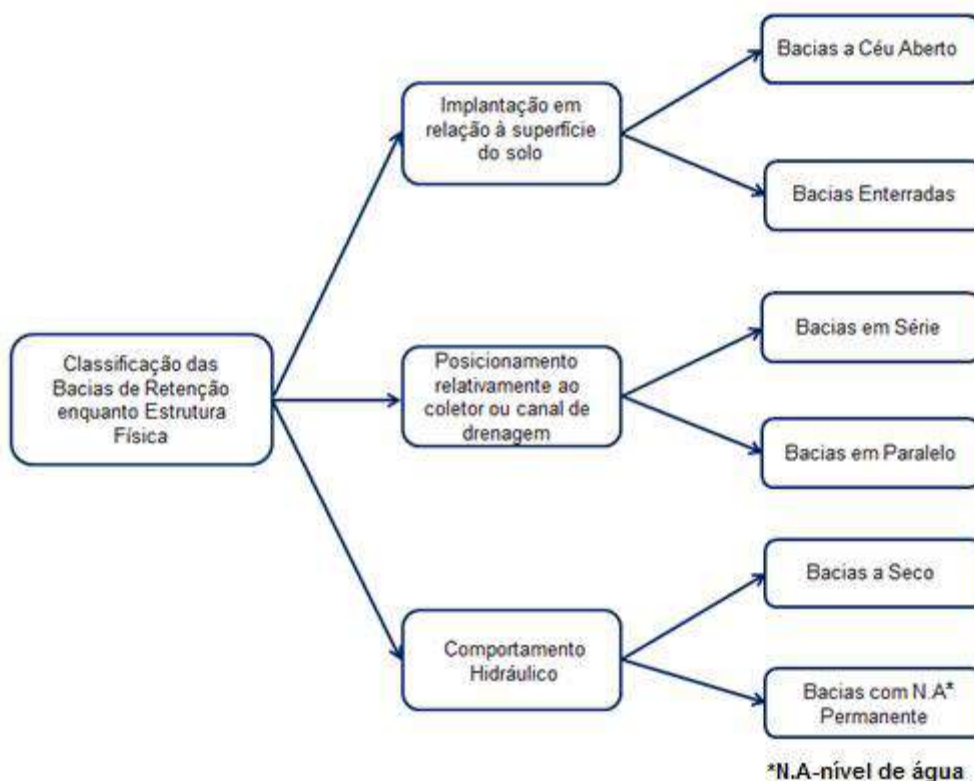 Classificação das
Bacias de Retenção
enquanto Estrutura
Física
Implantação em
relação à superfície
do solo
Bacias a Céu Aberto
Bacias Enterradas
Posicionamento
relativamente ao
coletor ou canal de
drenagem
Bacias em Série
Bacias em Paralelo
Comportamento
Hidráulico
Bacias a Seco
Bacias com N.A*
Permanente
*N.A-nível de água